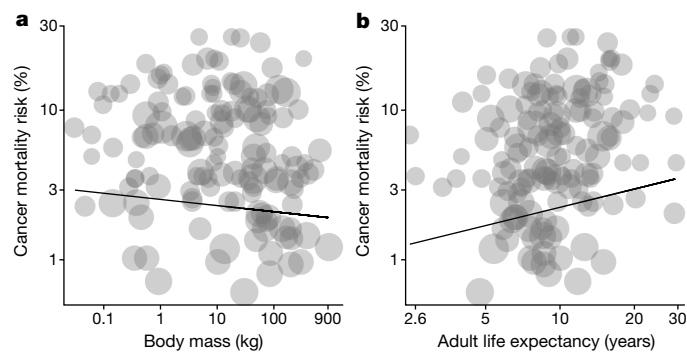 a
30
10
3
1
Cancer mortality risk (%)
0.1 1 10 100 900
Body mass (kg)
b
30
10
3
1
Cancer mortality risk (%)
2.6 5 10 20 30
Adult life expectancy (years)